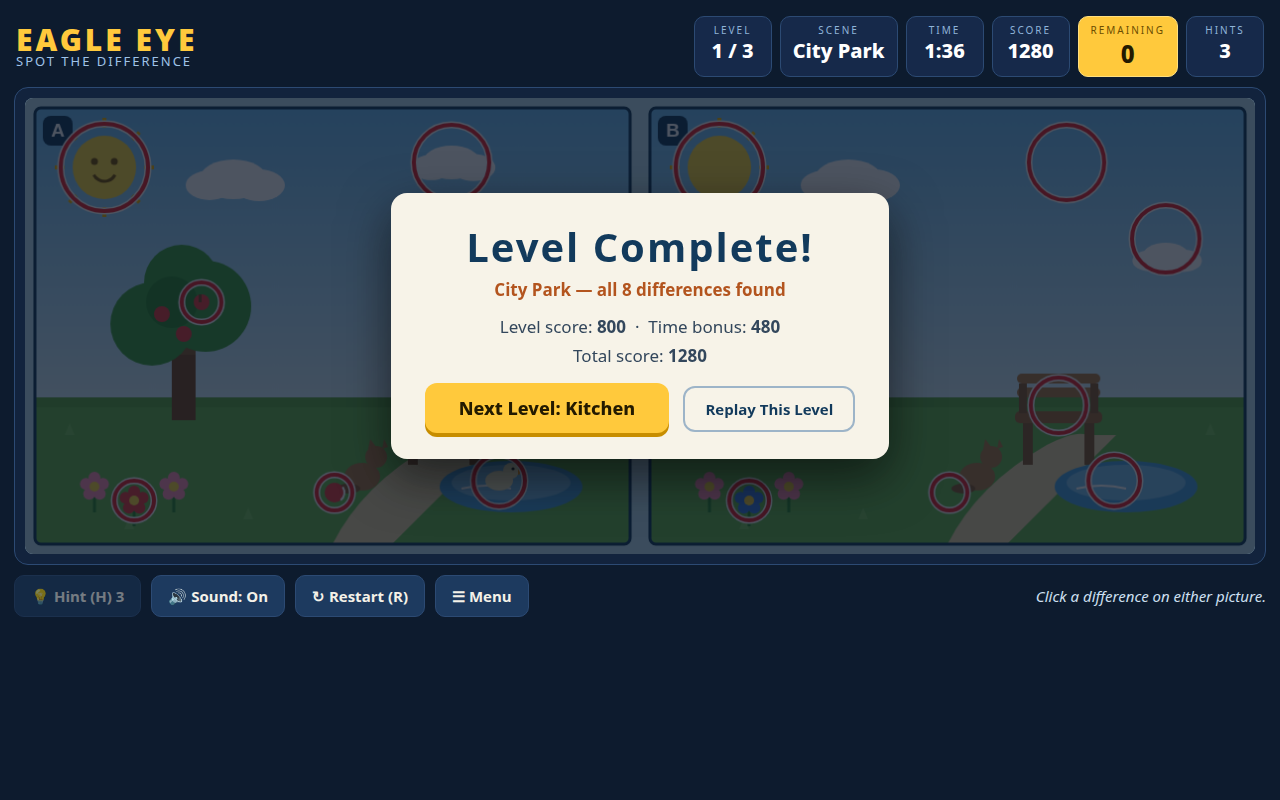 EAGLE EYE
SPOT THE DIFFERENCE
LEVEL
1 / 3
SCENE
City Park
TIME
1:36
SCORE
1280
REMAINING
0
HINTS
3
A
B
Level Complete!
City Park — all 8 differences found
Level score: 800 · Time bonus: 480
Total score: 1280
Next Level: Kitchen
Replay This Level
💡 Hint (H) 3
🔊 Sound: On
↻ Restart (R)
☰ Menu
Click a difference on either picture.